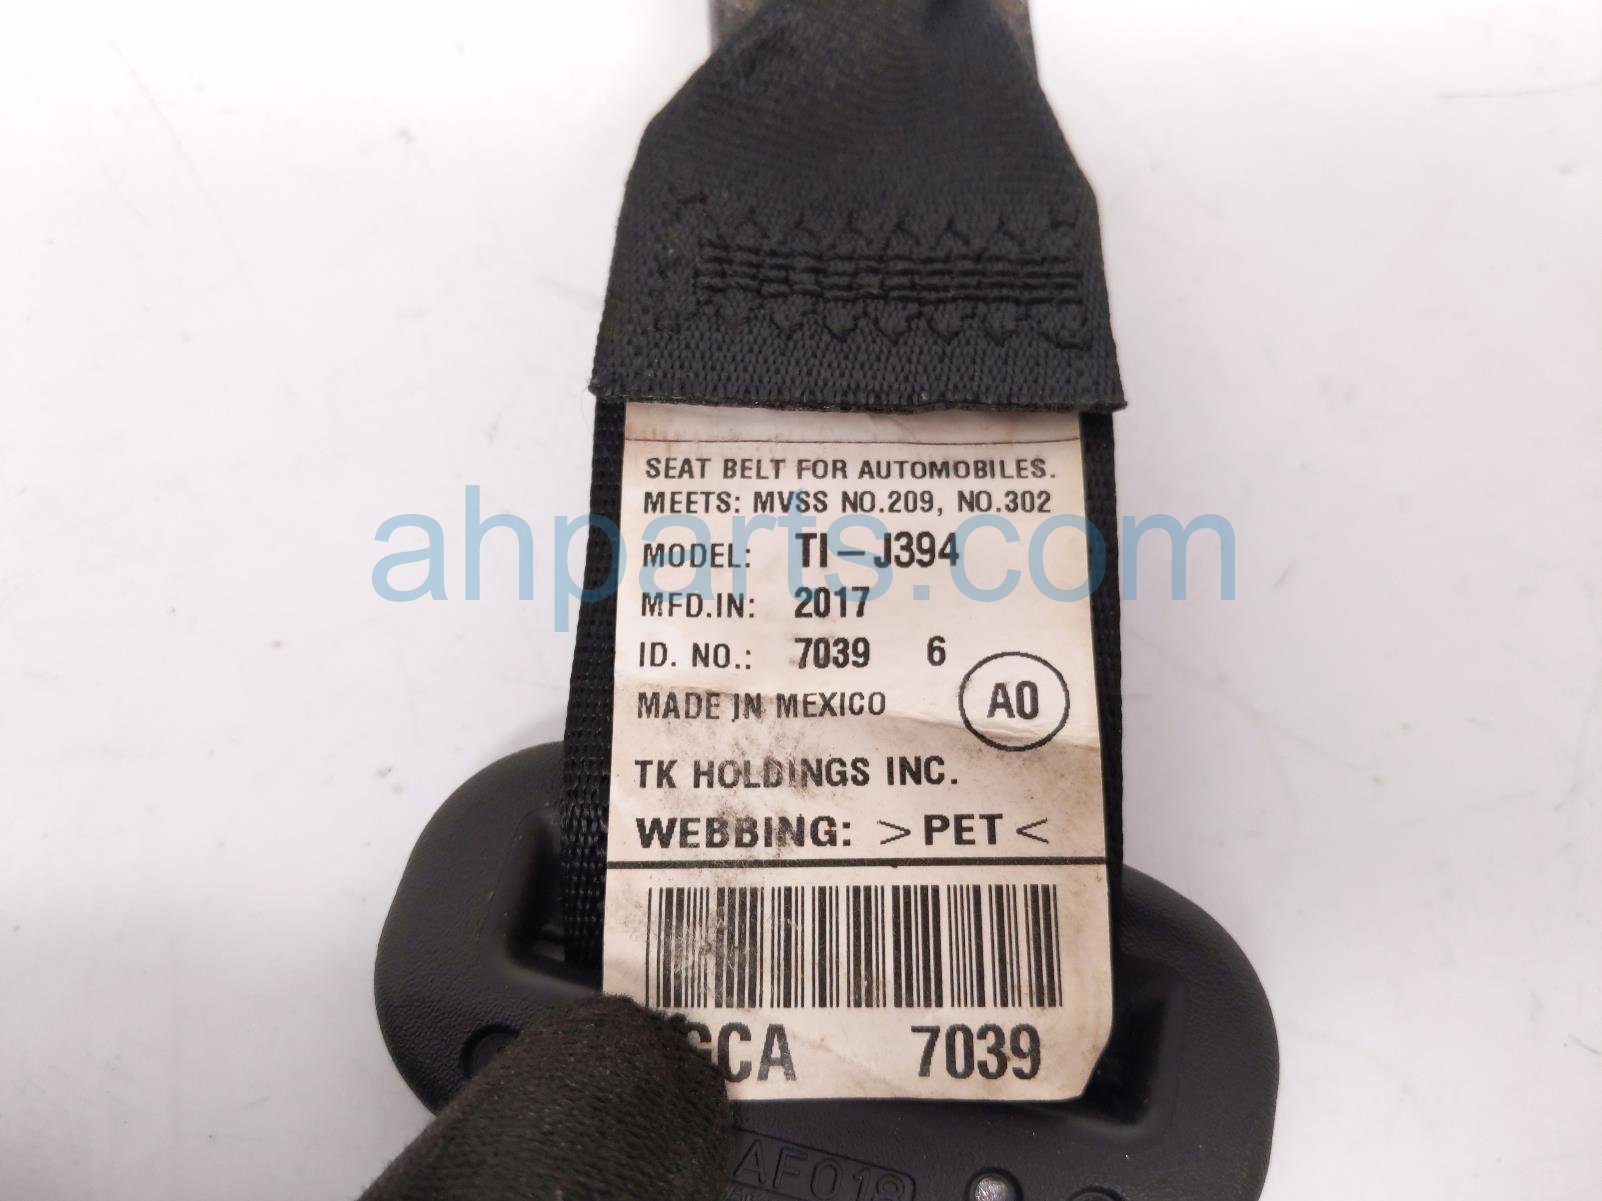 SEAT BELT FOR AUTOMOBILES.
MEETS: MVSS NO.209, NO.302
ahparts.com
MODEL: TI-J394
MFD.IN: 2017
ID. NO.: 7039 6
MADE IN MEXICO
A0
TK HOLDINGS INC.
WEBBING: >PET<
7039